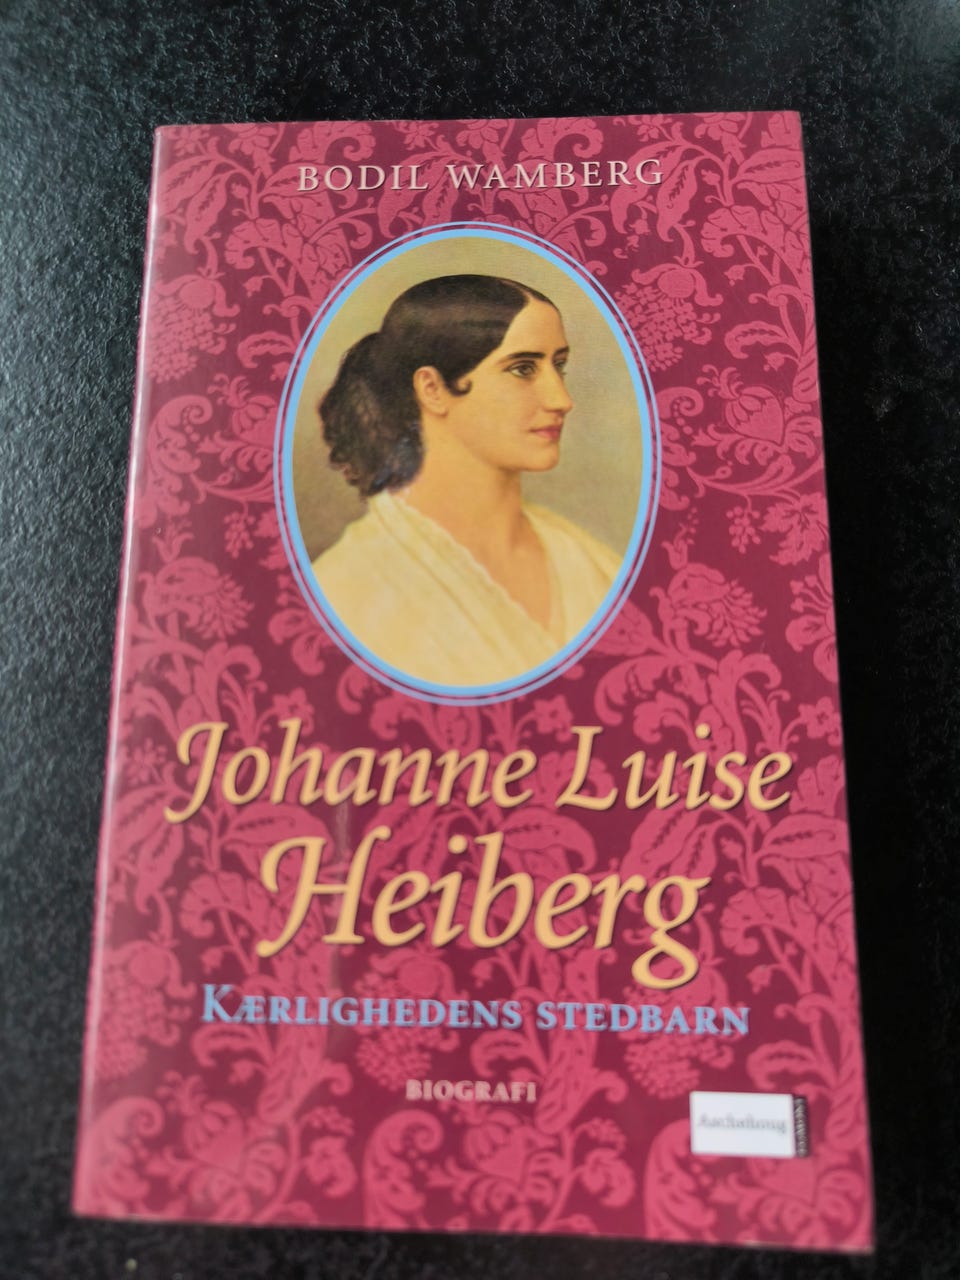 BODIL WAMBERG
Johanne Luise
Heiberg
KÆRLIGHEDENS STEDBARN
BIOGRAFI
Aschehoug